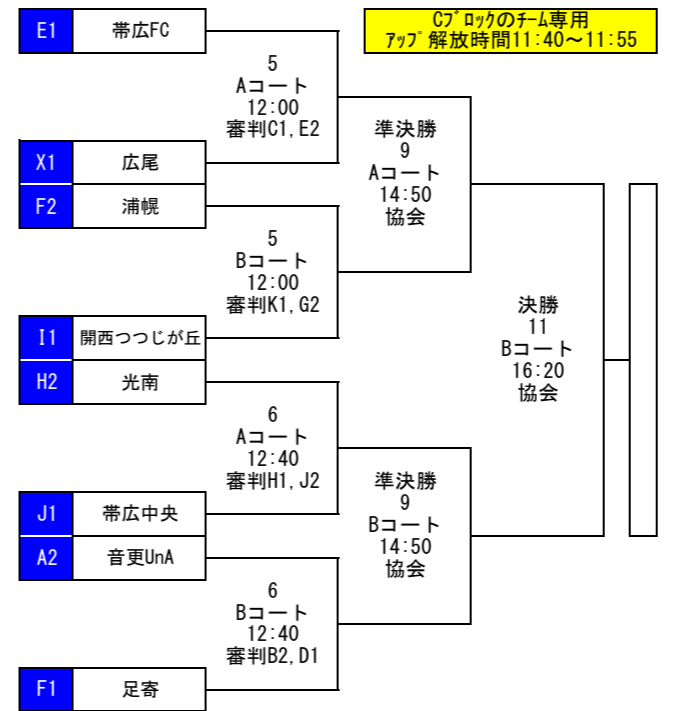 E1 帯広FC
Cブロックのチーム専用
アップ解放時間11:40～11:55
5
Aコート
12:00
審判C1,E2
X1 広尾
F2 浦幌
準決勝
9
Aコート
14:50
協会
5
Bコート
12:00
審判K1,G2
I1 開西つつじが丘
H2 光南
決勝
11
Bコート
16:20
協会
6
Aコート
12:40
審判H1,J2
J1 帯広中央
A2 音更UnA
準決勝
9
Bコート
14:50
協会
6
Bコート
12:40
審判B2,D1
F1 足寄